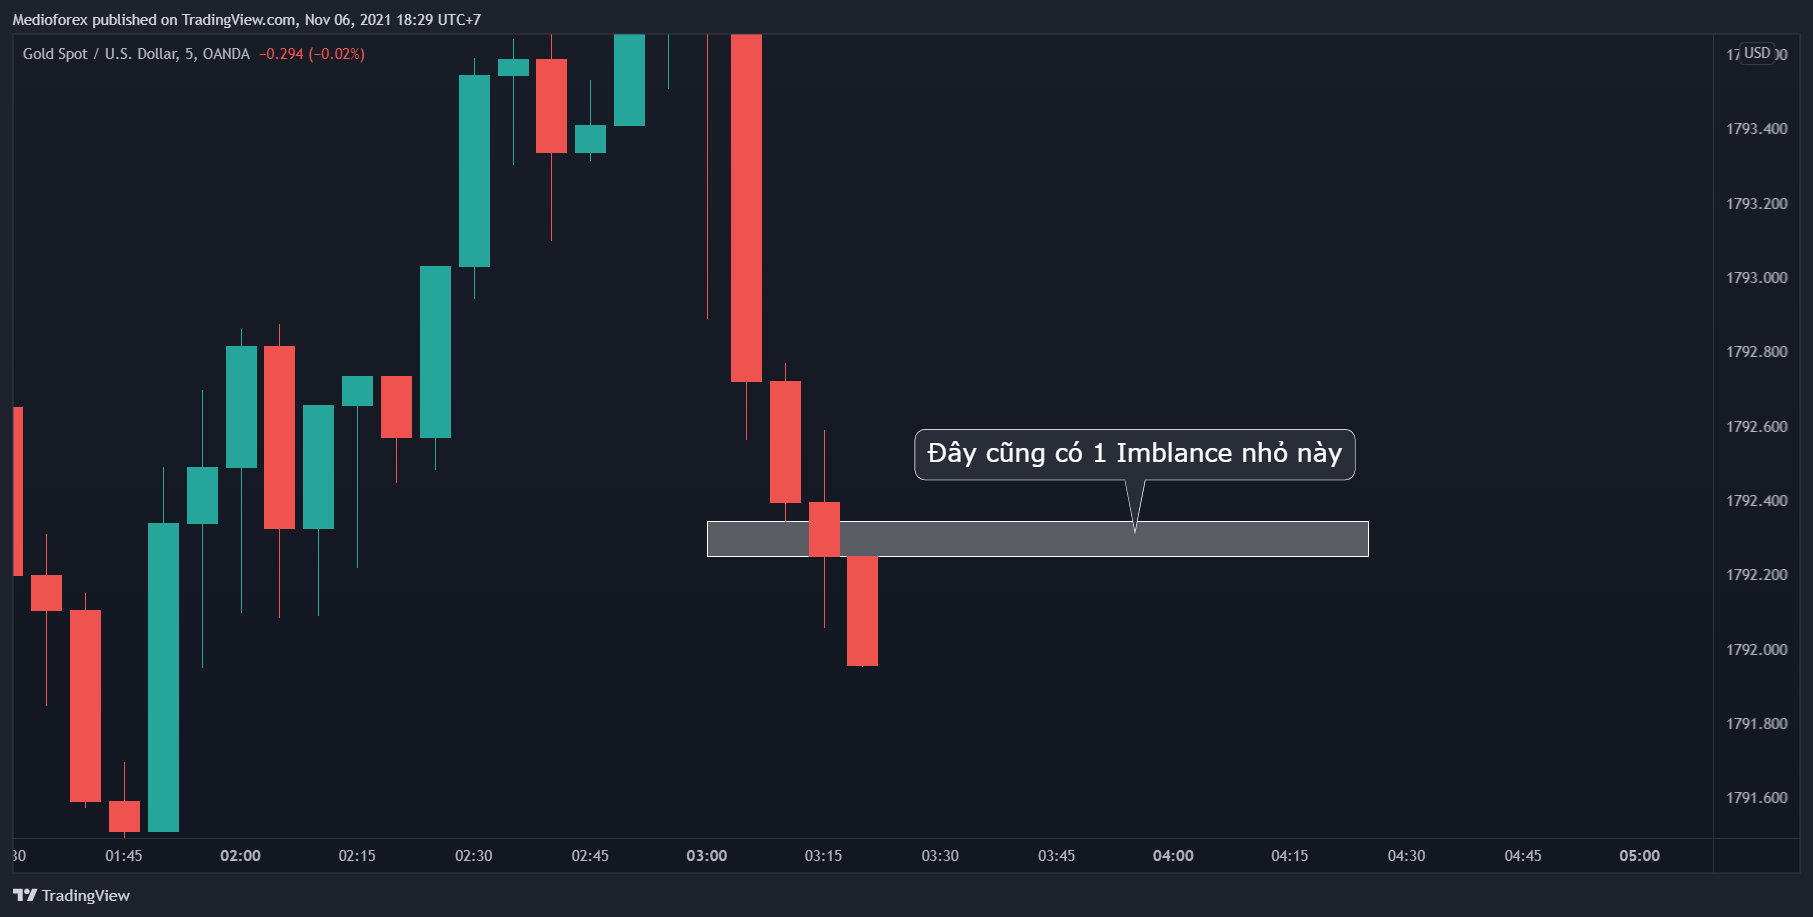 Medioforex published on TradingView.com, Nov 06, 2021 18:29 UTC+7
Gold Spot / U.S. Dollar, 5, OANDA −0.294 (−0.02%)
USD
1793.400
1793.200
1793.000
1792.800
1792.600
Đây cũng có 1 Imblance nhỏ này
1792.400
1792.200
1792.000
1791.800
1791.600
30 01:45 02:00 02:15 02:30 02:45 03:00 03:15 03:30 03:45 04:00 04:15 04:30 04:45 05:00
TradingView